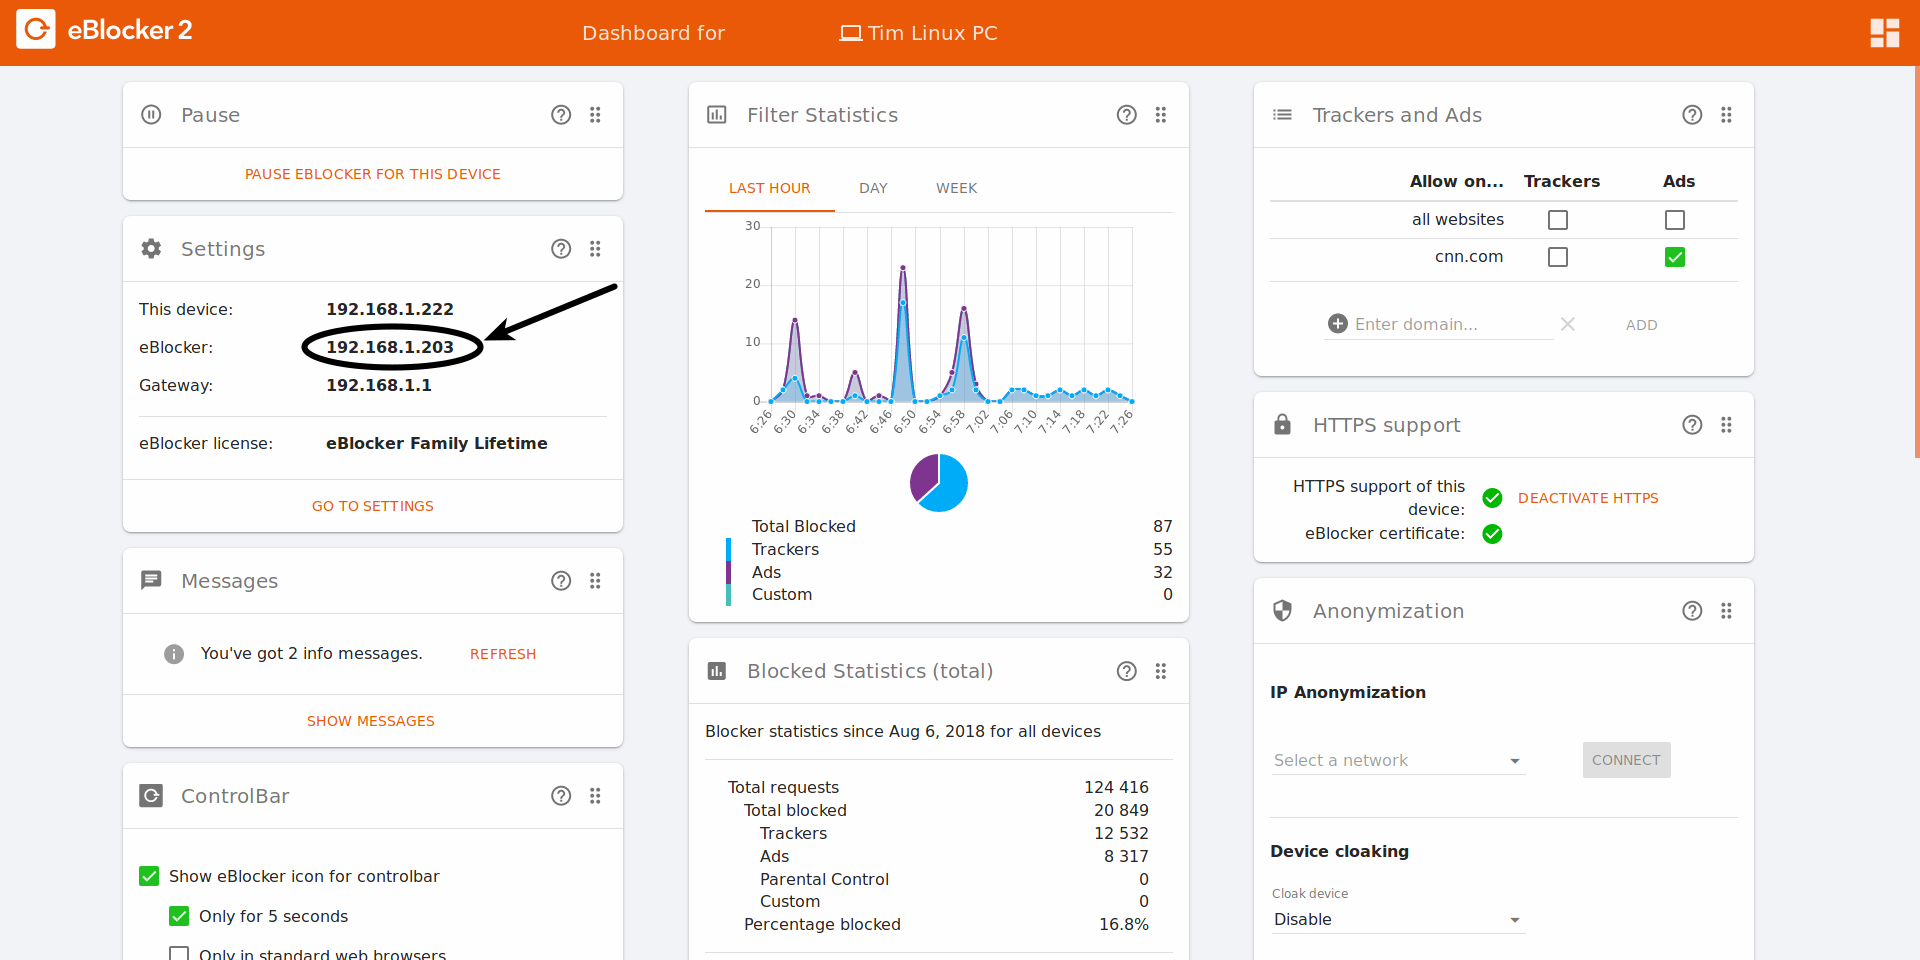 eBlocker 2
Dashboard for Tim Linux PC
Pause
PAUSE EBLOCKER FOR THIS DEVICE
Settings
This device: 192.168.1.222
eBlocker: 192.168.1.203
Gateway: 192.168.1.1
eBlocker license: eBlocker Family Lifetime
GO TO SETTINGS
Messages
You've got 2 info messages. REFRESH
SHOW MESSAGES
ControlBar
Show eBlocker icon for controlbar
Only for 5 seconds
Only in standard web browsers
Filter Statistics
LAST HOUR DAY WEEK
30
20
10
0
6:26 6:30 6:34 6:38 6:42 6:46 6:50 6:54 6:58 7:02 7:06 7:10 7:14 7:18 7:22 7:26
Total Blocked 87
Trackers 55
Ads 32
Custom 0
Blocked Statistics (total)
Blocker statistics since Aug 6, 2018 for all devices
Total requests 124 416
Total blocked 20 849
Trackers 12 532
Ads 8 317
Parental Control 0
Custom 0
Percentage blocked 16.8%
Trackers and Ads
Allow on... Trackers Ads
all websites
cnn.com
Enter domain... ADD
HTTPS support
HTTPS support of this
device: DEACTIVATE HTTPS
eBlocker certificate:
Anonymization
IP Anonymization
Select a network CONNECT
Device cloaking
Cloak device
Disable